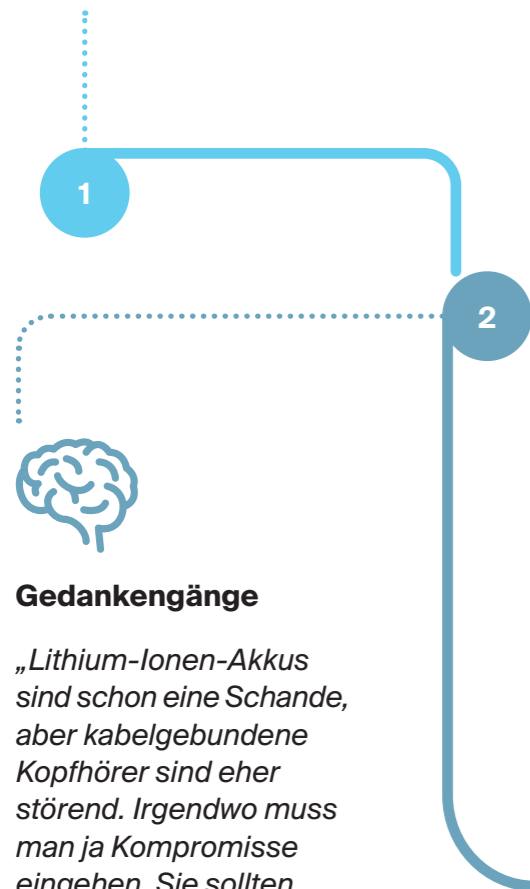 1
2
Gedankengänge
„Lithium-Ionen-Akkus
sind schon eine Schande,
aber kabelgebundene
Kopfhörer sind eher
störend. Irgendwo muss
man ja Kompromisse
eingehen. Sie sollten